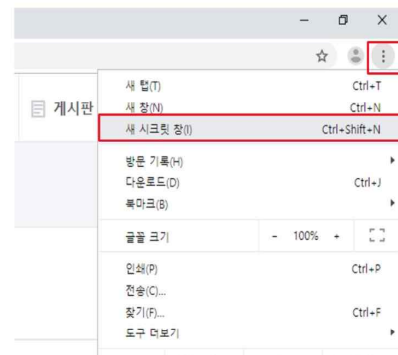 게시판
새 탭(T) Ctrl+T
새 창(N) Ctrl+N
새 시크릿 창(I) Ctrl+Shift+N
방문 기록(H)
다운로드(D) Ctrl+J
북마크(B)
글꼴 크기 - 100% +
인쇄(P) Ctrl+P
전송(C)...
찾기(F)... Ctrl+F
도구 더보기